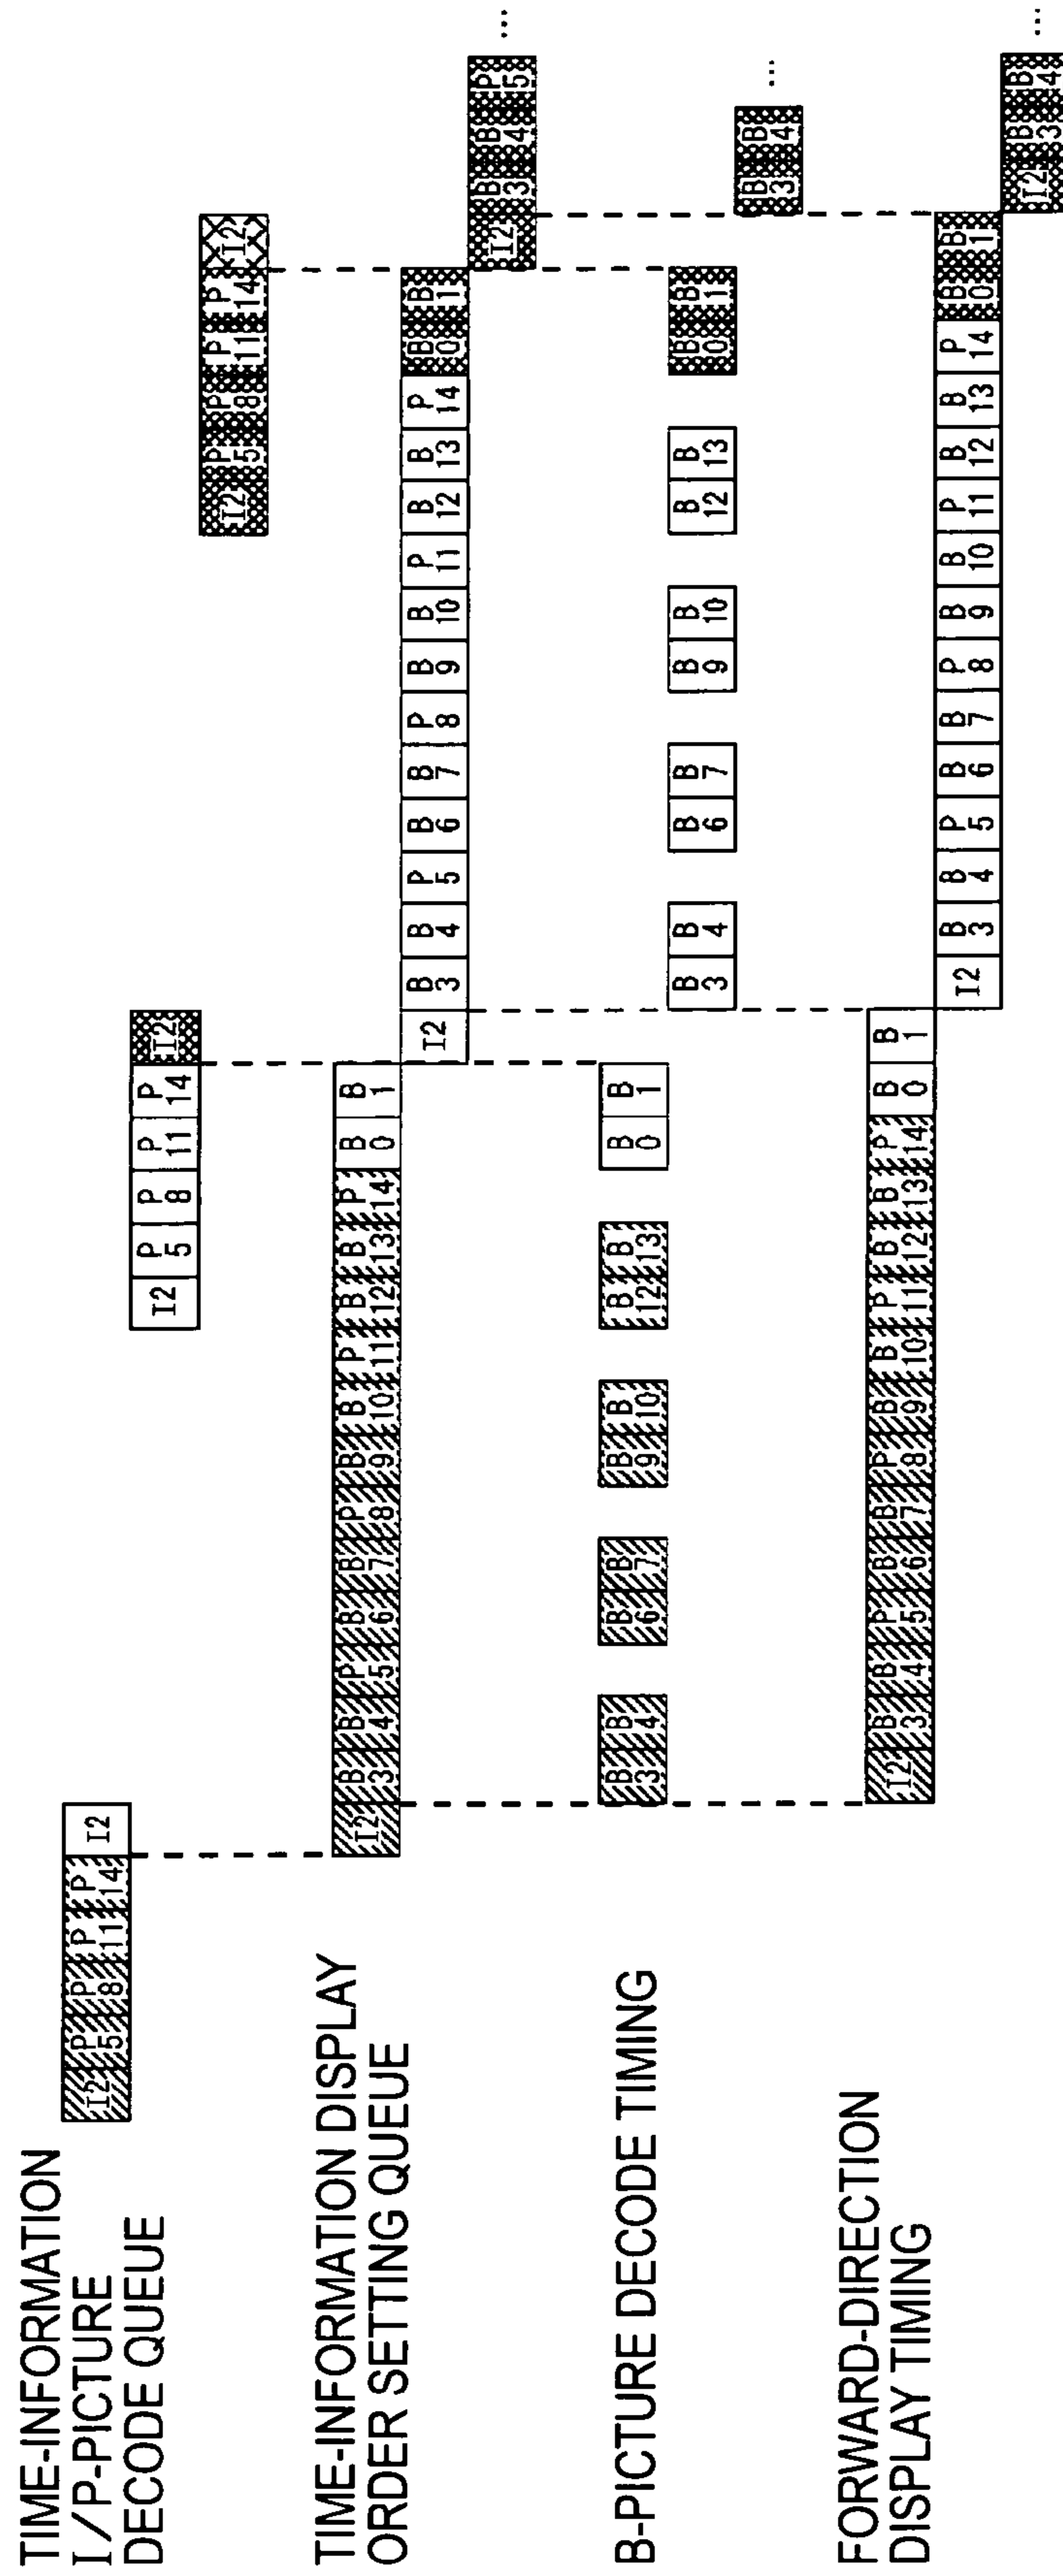 TIME-INFORMATION
I/P-PICTURE
DECODE QUEUE
I2 P5 P8 P11 P14 I2
I2 P5 P8 P11 P14 I2
I2 P5 P8 P11 P14 I2
TIME-INFORMATION DISPLAY
ORDER SETTING QUEUE
I2 B3 B4 P5 B6 B7 P8 B9 B10 P11 B12 B13 P14 B0 B1
I2 B3 B4 P5 B6 B7 P8 B9 B10 P11 B12 B13 P14 B0 B1
I2 B3 B4 P5 ...
B-PICTURE DECODE TIMING
B3 B4 B6 B7 B9 B10 B12 B13 B0 B1
B3 B4 B6 B7 B9 B10 B12 B13 B0 B1
B3 B4 ...
FORWARD-DIRECTION
DISPLAY TIMING
I2 B3 B4 P5 B6 B7 P8 B9 B10 P11 B12 B13 P14 B0 B1
I2 B3 B4 P5 B6 B7 P8 B9 B10 P11 B12 B13 P14 B0 B1
I2 B3 B4 ...